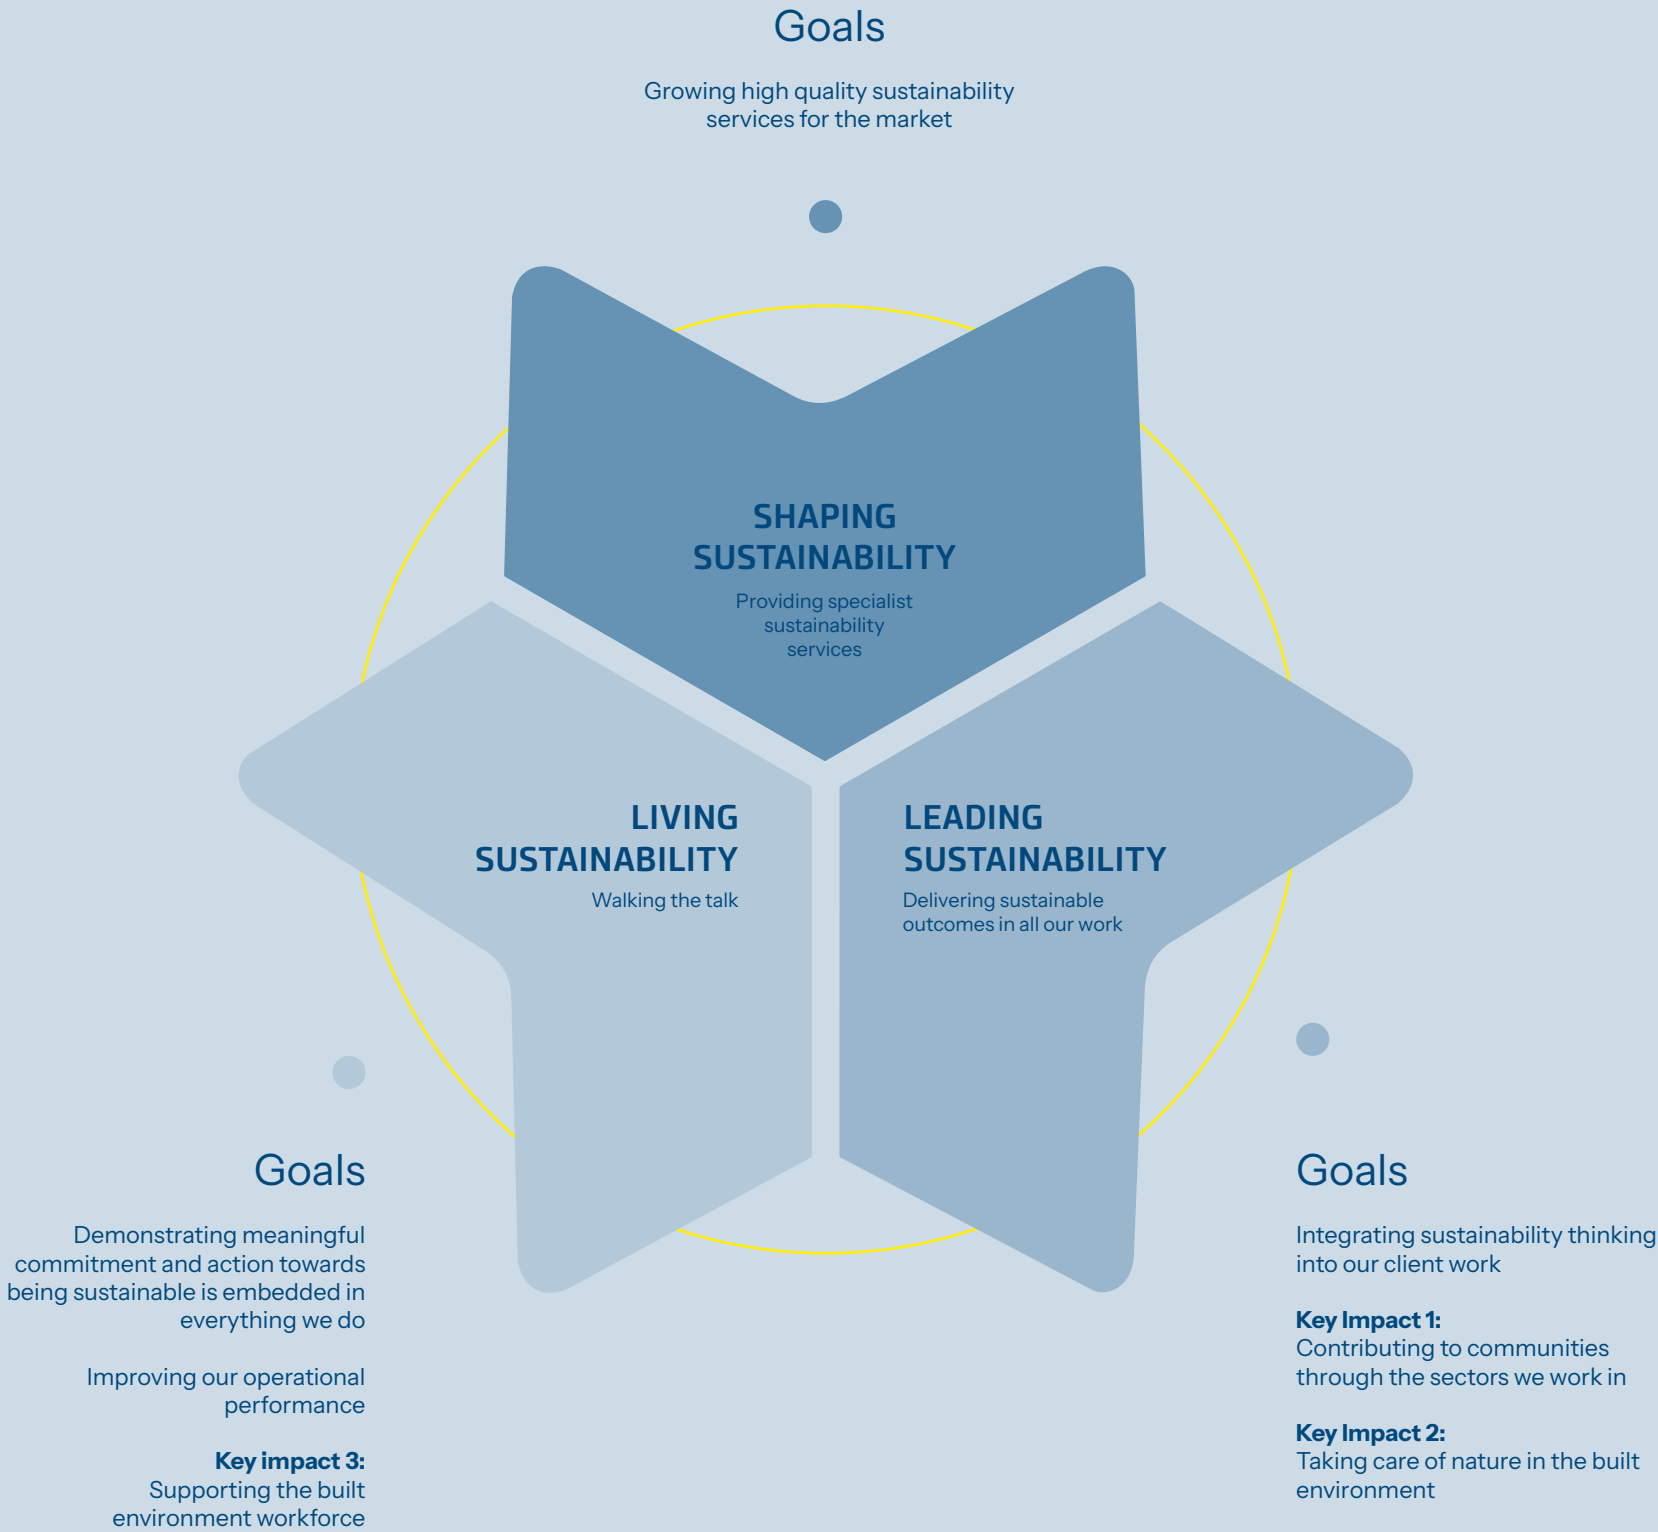 Goals
Growing high quality sustainability
services for the market
SHAPING
SUSTAINABILITY
Providing specialist
sustainability
services
LIVING
SUSTAINABILITY
Walking the talk
LEADING
SUSTAINABILITY
Delivering sustainable
outcomes in all our work
Goals
Demonstrating meaningful
commitment and action towards
being sustainable is embedded in
everything we do
Improving our operational
performance
Key impact 3:
Supporting the built
environment workforce
Goals
Integrating sustainability thinking
into our client work
Key Impact 1:
Contributing to communities
through the sectors we work in
Key Impact 2:
Taking care of nature in the built
environment